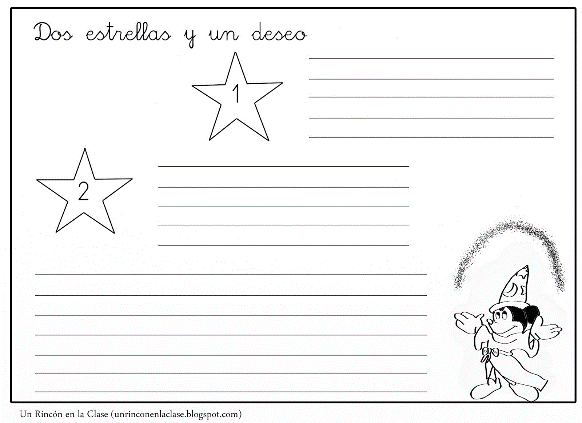 Dos estrellas y un deseo
1
2
Un Rincón en la Clase (unrinconenlaclase.blogspot.com)